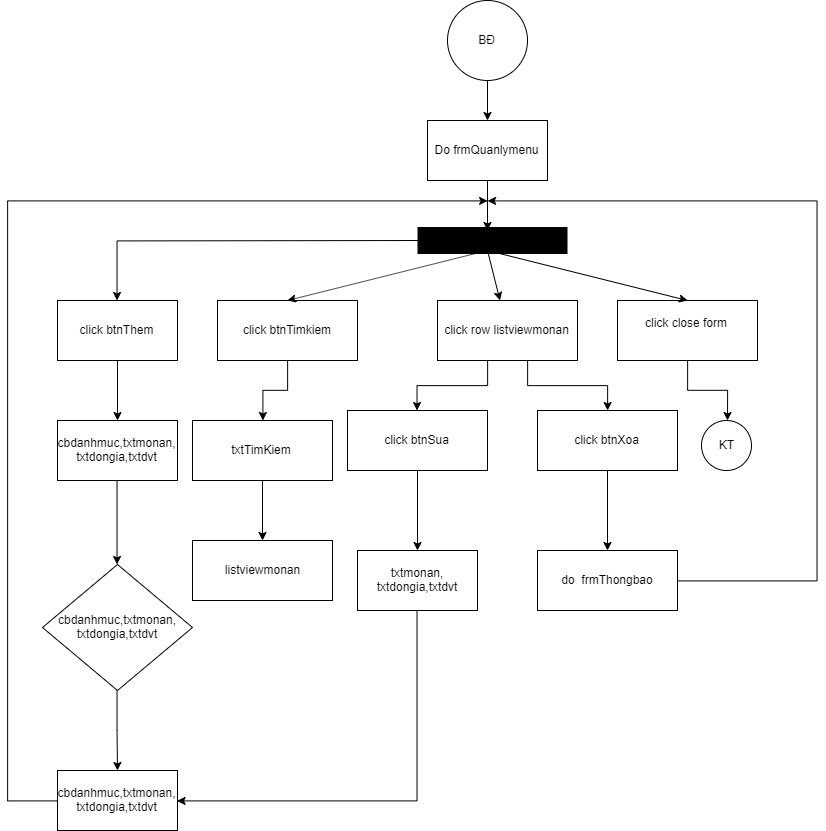 BĐ
Do frmQuanlymenu
click btnThem
click btnTimkiem
click row listviewmonan
click close form
cbdanhmuc,txtmonan,
txtdongia,txtdvt
txtTimKiem
click btnSua
click btnXoa
KT
listviewmonan
txtmonan,
txtdongia,txtdvt
do  frmThongbao
cbdanhmuc,txtmonan,
txtdongia,txtdvt
cbdanhmuc,txtmonan,
txtdongia,txtdvt